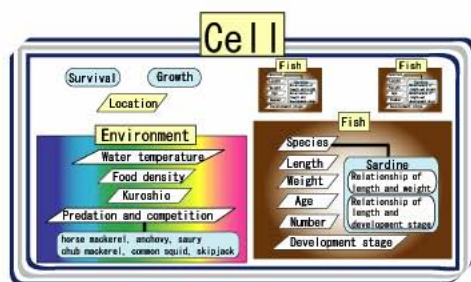 Cell
Survival
Growth
Location
Fish
Fish
Environment
Water temperature
Food density
Kuroshio
Predation and competition
horse mackerel, anchovy, saury
chub mackerel, common squid, skipjack
Fish
Species
Length
Weight
Age
Number
Development stage
Sardine
Relationship of
length and weight
Relationship of
length and
development stage